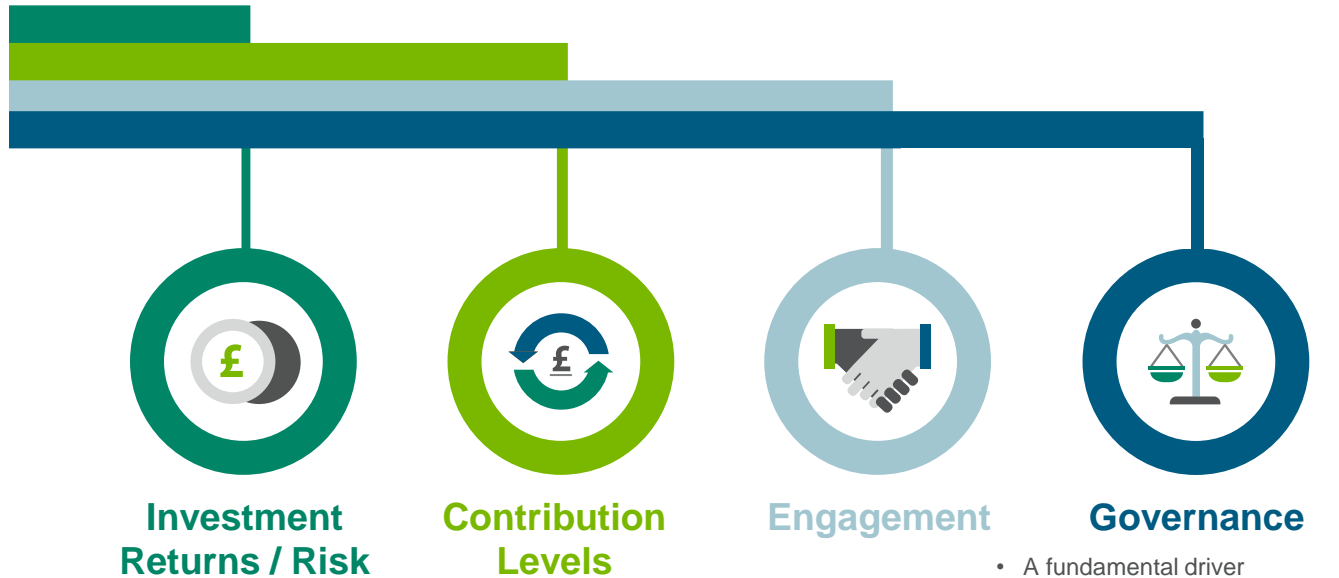 £
£
Investment
Returns / Risk
Contribution
Levels
Engagement
Governance
• A fundamental driver